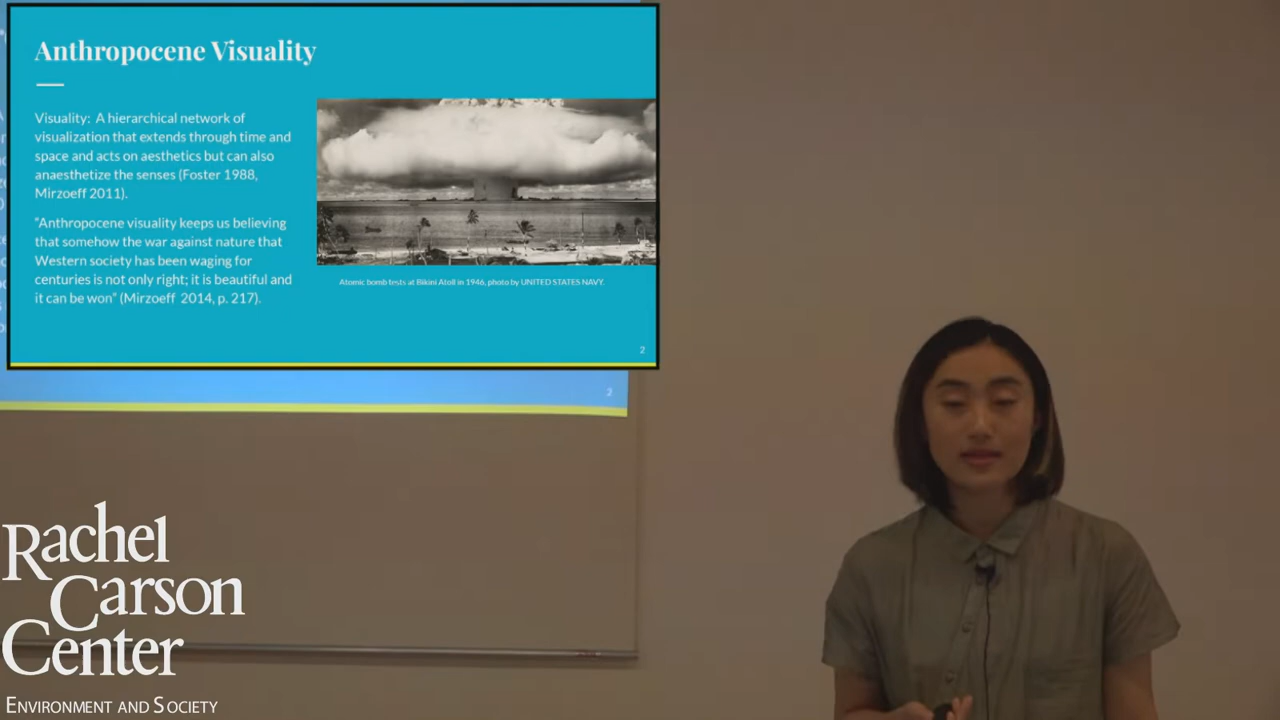 Anthropocene Visuality
Visuality: A hierarchical network of
visualization that extends through time and
space and acts on aesthetics but can also
anaesthetize the senses (Foster 1988,
Mirzoeff 2011).
“Anthropocene visuality keeps us believing
that somehow the war against nature that
Western society has been waging for
centuries is not only right; it is beautiful and
it can be won” (Mirzoeff 2014, p. 217).
Atomic bomb tests at Bikini Atoll in 1946, photo by UNITED STATES NAVY.
2
2
Rachel
Carson
Center
ENVIRONMENT AND SOCIETY